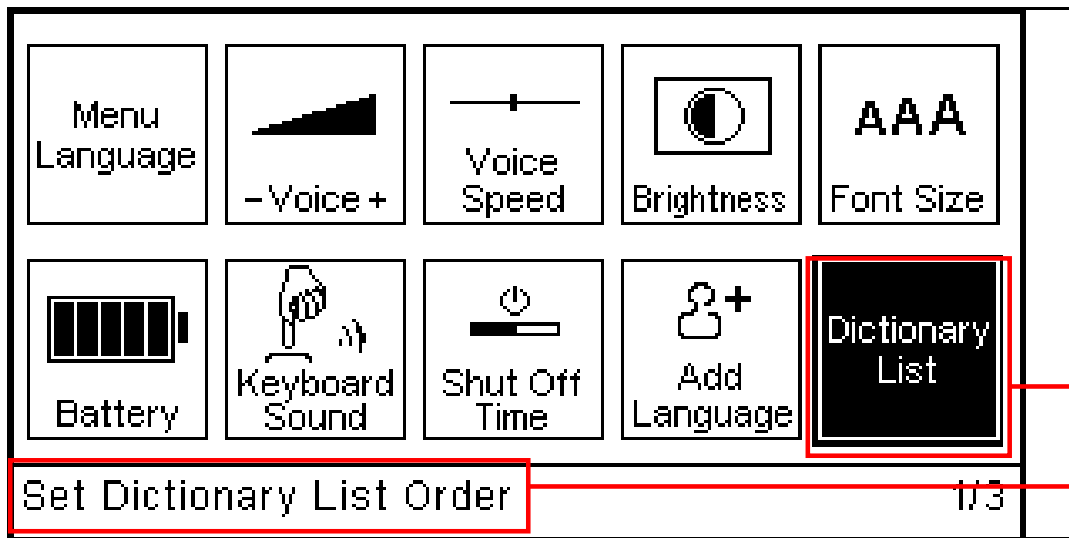 Menu
Language
-Voice +
Voice
Speed
Brightness
AAA
Font Size
Battery
Keyboard
Sound
Shut Off
Time
Add
Language
Dictionary
List
Set Dictionary List Order
1/3